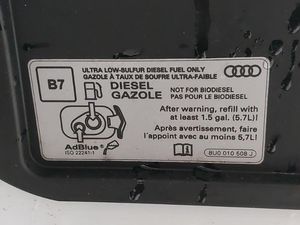 ULTRA LOW-SULFUR DIESEL FUEL ONLY
GAZOLE À TAUX DE SOUFRE ULTRA-FAIBLE
B7
DIESEL
GAZOLE
NOT FOR BIODIESEL
PAS POUR LE BIODIESEL
After warning, refill with
at least 1.5 gal. (5.7L)!
Après avertissement, faire
l'appoint avec au moins 5,7L!
AdBlue®
ISO 22241-1
8U0 010 508 J